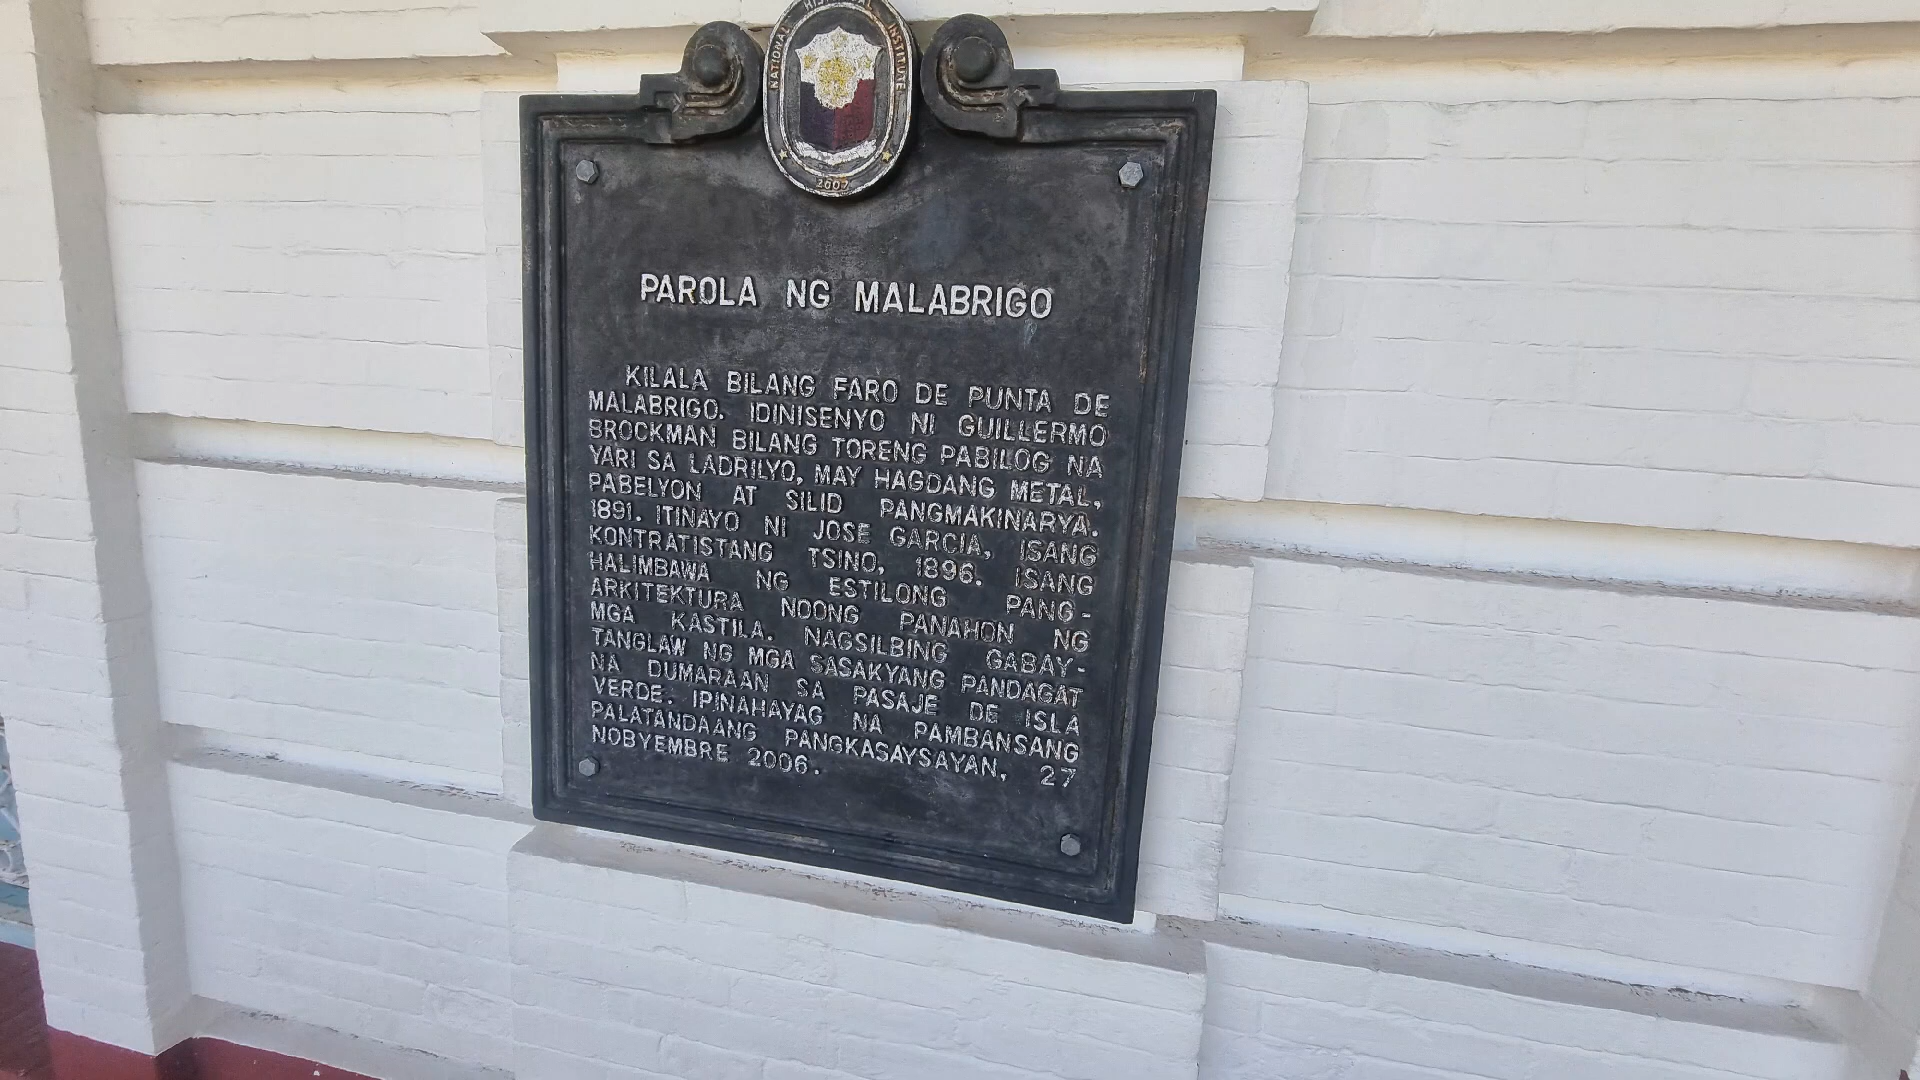 NATIONAL HISTORICAL INSTITUTE
2007
PAROLA NG MALABRIGO
KILALA BILANG FARO DE PUNTA DE
MALABRIGO. IDINISENYO NI GUILLERMO
BROCKMAN BILANG TORENG PABILOG NA
YARI SA LADRILYO, MAY HAGDANG METAL,
PABELYON AT SILID PANGMAKINARYA.
1891. ITINAYO NI JOSE GARCIA, ISANG
KONTRATISTANG TSINO, 1896. ISANG
HALIMBAWA NG ESTILONG PANG-
ARKITEKTURA NOONG PANAHON NG
MGA KASTILA. NAGSILBING GABAY-
TANGLAW NG MGA SASAKYANG PANDAGAT
NA DUMARAAN SA PASAJE DE ISLA
VERDE. IPINAHAYAG NA PAMBANSANG
PALATANDAANG PANGKASAYSAYAN, 27
NOBYEMBRE 2006.